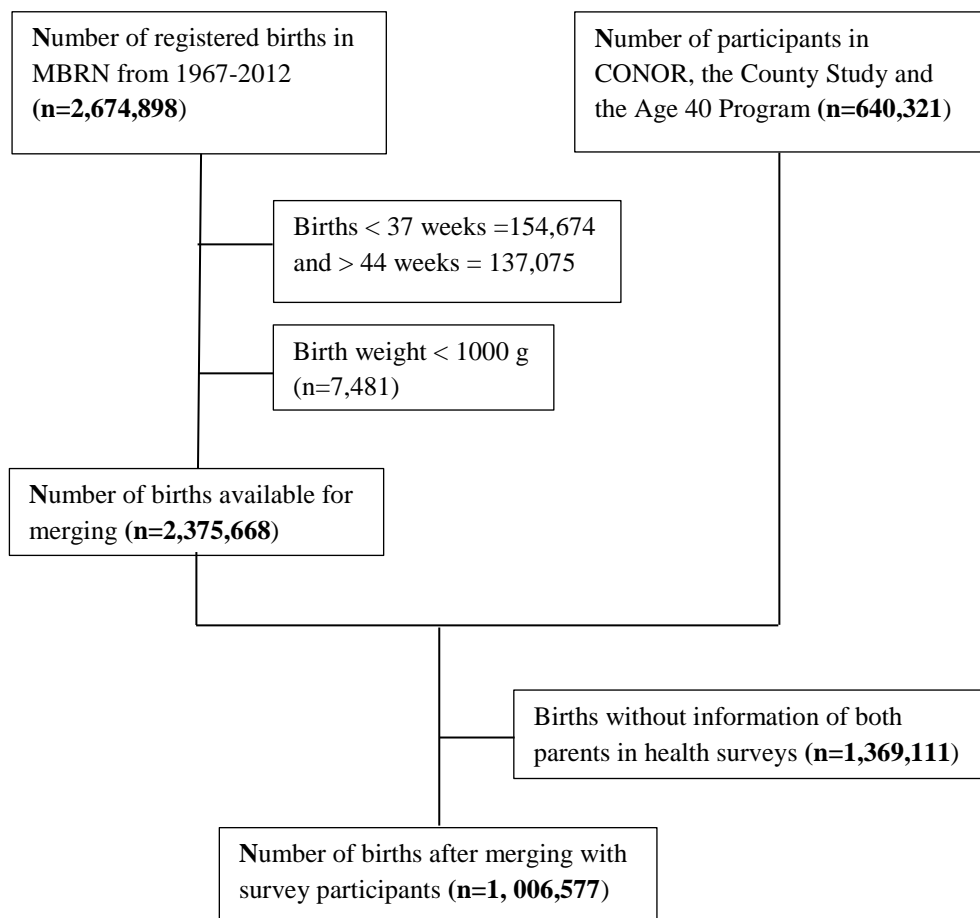 Number of registered births in
MBRN from 1967-2012
(n=2,674,898)
Number of participants in
CONOR, the County Study and
the Age 40 Program (n=640,321)
Births < 37 weeks =154,674
and > 44 weeks = 137,075
Birth weight < 1000 g
(n=7,481)
Number of births available for
merging (n=2,375,668)
Births without information of both
parents in health surveys (n=1,369,111)
Number of births after merging with
survey participants (n=1, 006,577)